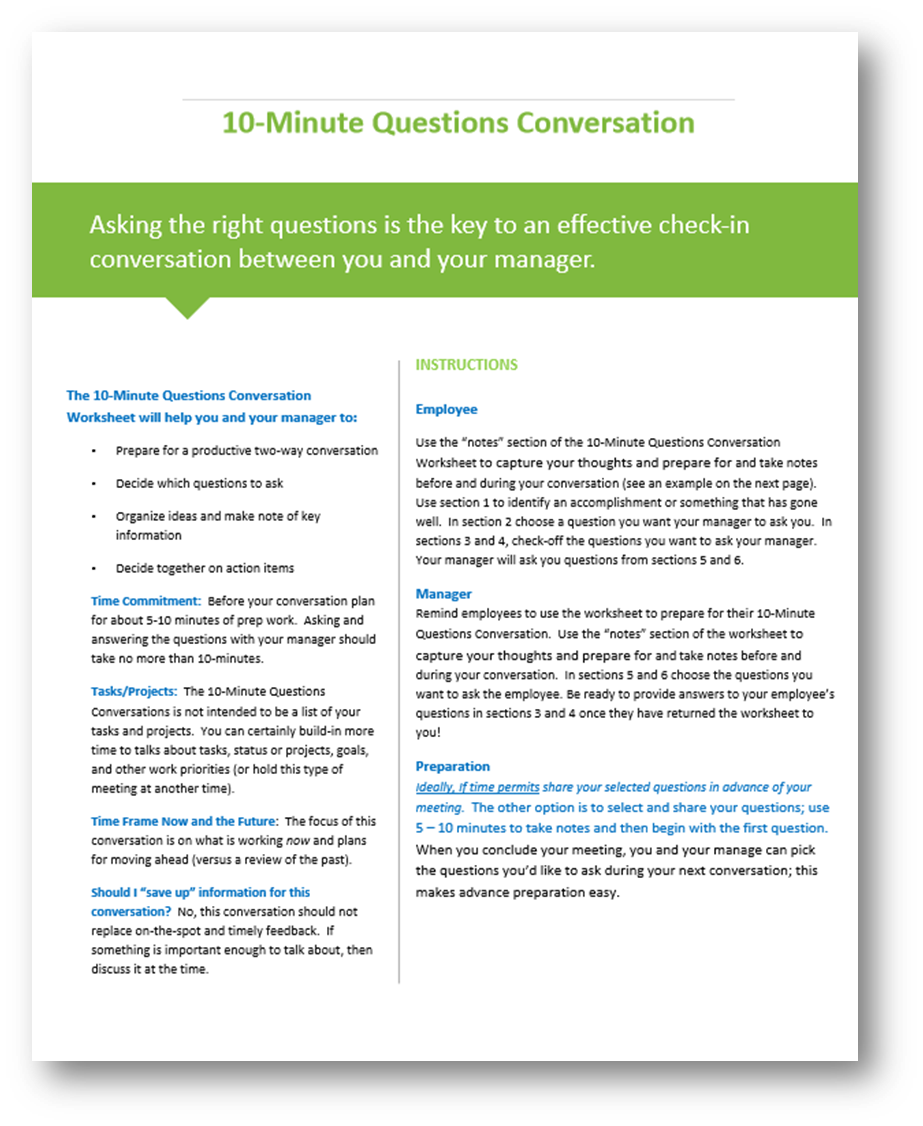 10-Minute Questions Conversation
Asking the right questions is the key to an effective check-in
conversation between you and your manager.
The 10-Minute Questions Conversation
Worksheet will help you and your manager to:
• Prepare for a productive two-way conversation
• Decide which questions to ask
• Organize ideas and make note of key
information
• Decide together on action items
Time Commitment: Before your conversation plan
for about 5-10 minutes of prep work. Asking and
answering the questions with your manager should
take no more than 10-minutes.
Tasks/Projects: The 10-Minute Questions
Conversations is not intended to be a list of your
tasks and projects. You can certainly build-in more
time to talks about tasks, status or projects, goals,
and other work priorities (or hold this type of
meeting at another time).
Time Frame Now and the Future: The focus of this
conversation is on what is working now and plans
for moving ahead (versus a review of the past).
Should I “save up” information for this
conversation? No, this conversation should not
replace on-the-spot and timely feedback. If
something is important enough to talk about, then
discuss it at the time.
INSTRUCTIONS
Employee
Use the “notes” section of the 10-Minute Questions Conversation
Worksheet to capture your thoughts and prepare for and take notes
before and during your conversation (see an example on the next page).
Use section 1 to identify an accomplishment or something that has gone
well. In section 2 choose a question you want your manager to ask you. In
sections 3 and 4, check-off the questions you want to ask your manager.
Your manager will ask you questions from sections 5 and 6.
Manager
Remind employees to use the worksheet to prepare for their 10-Minute
Questions Conversation. Use the “notes” section of the worksheet to
capture your thoughts and prepare for and take notes before and
during your conversation. In sections 5 and 6 choose the questions you
want to ask the employee. Be ready to provide answers to your employee’s
questions in sections 3 and 4 once they have returned the worksheet to
you!
Preparation
Ideally, If time permits share your selected questions in advance of your
meeting. The other option is to select and share your questions; use
5 – 10 minutes to take notes and then begin with the first question.
When you conclude your meeting, you and your manage can pick
the questions you’d like to ask during your next conversation; this
makes advance preparation easy.